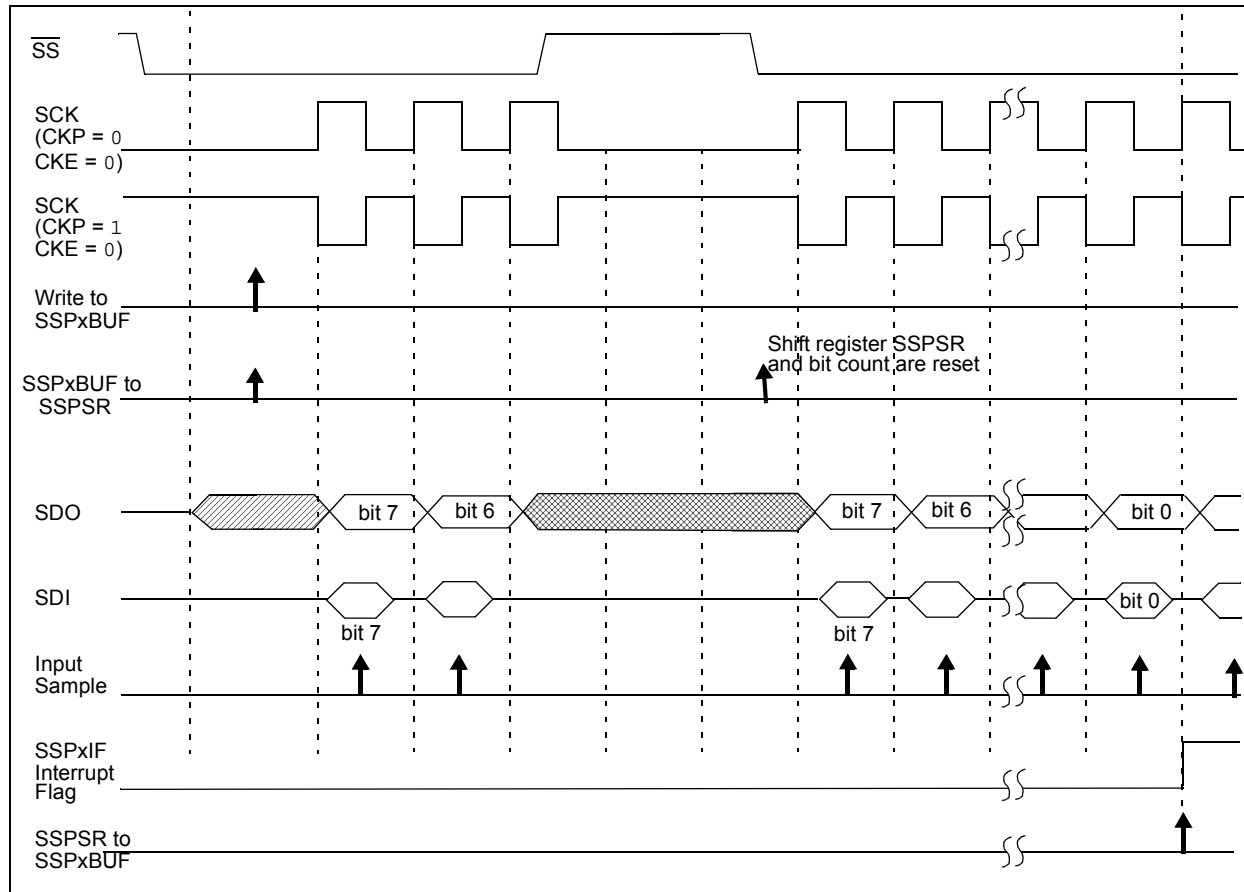 SS
SCK
(CKP = 0
CKE = 0)
SCK
(CKP = 1
CKE = 0)
Write to
SSPxBUF
Shift register SSPSR
and bit count are reset
SSPxBUF to
SSPSR
SDO
bit 7
bit 6
bit 7
bit 6
bit 0
SDI
bit 7
bit 7
bit 0
Input
Sample
SSPxIF
Interrupt
Flag
SSPSR to
SSPxBUF